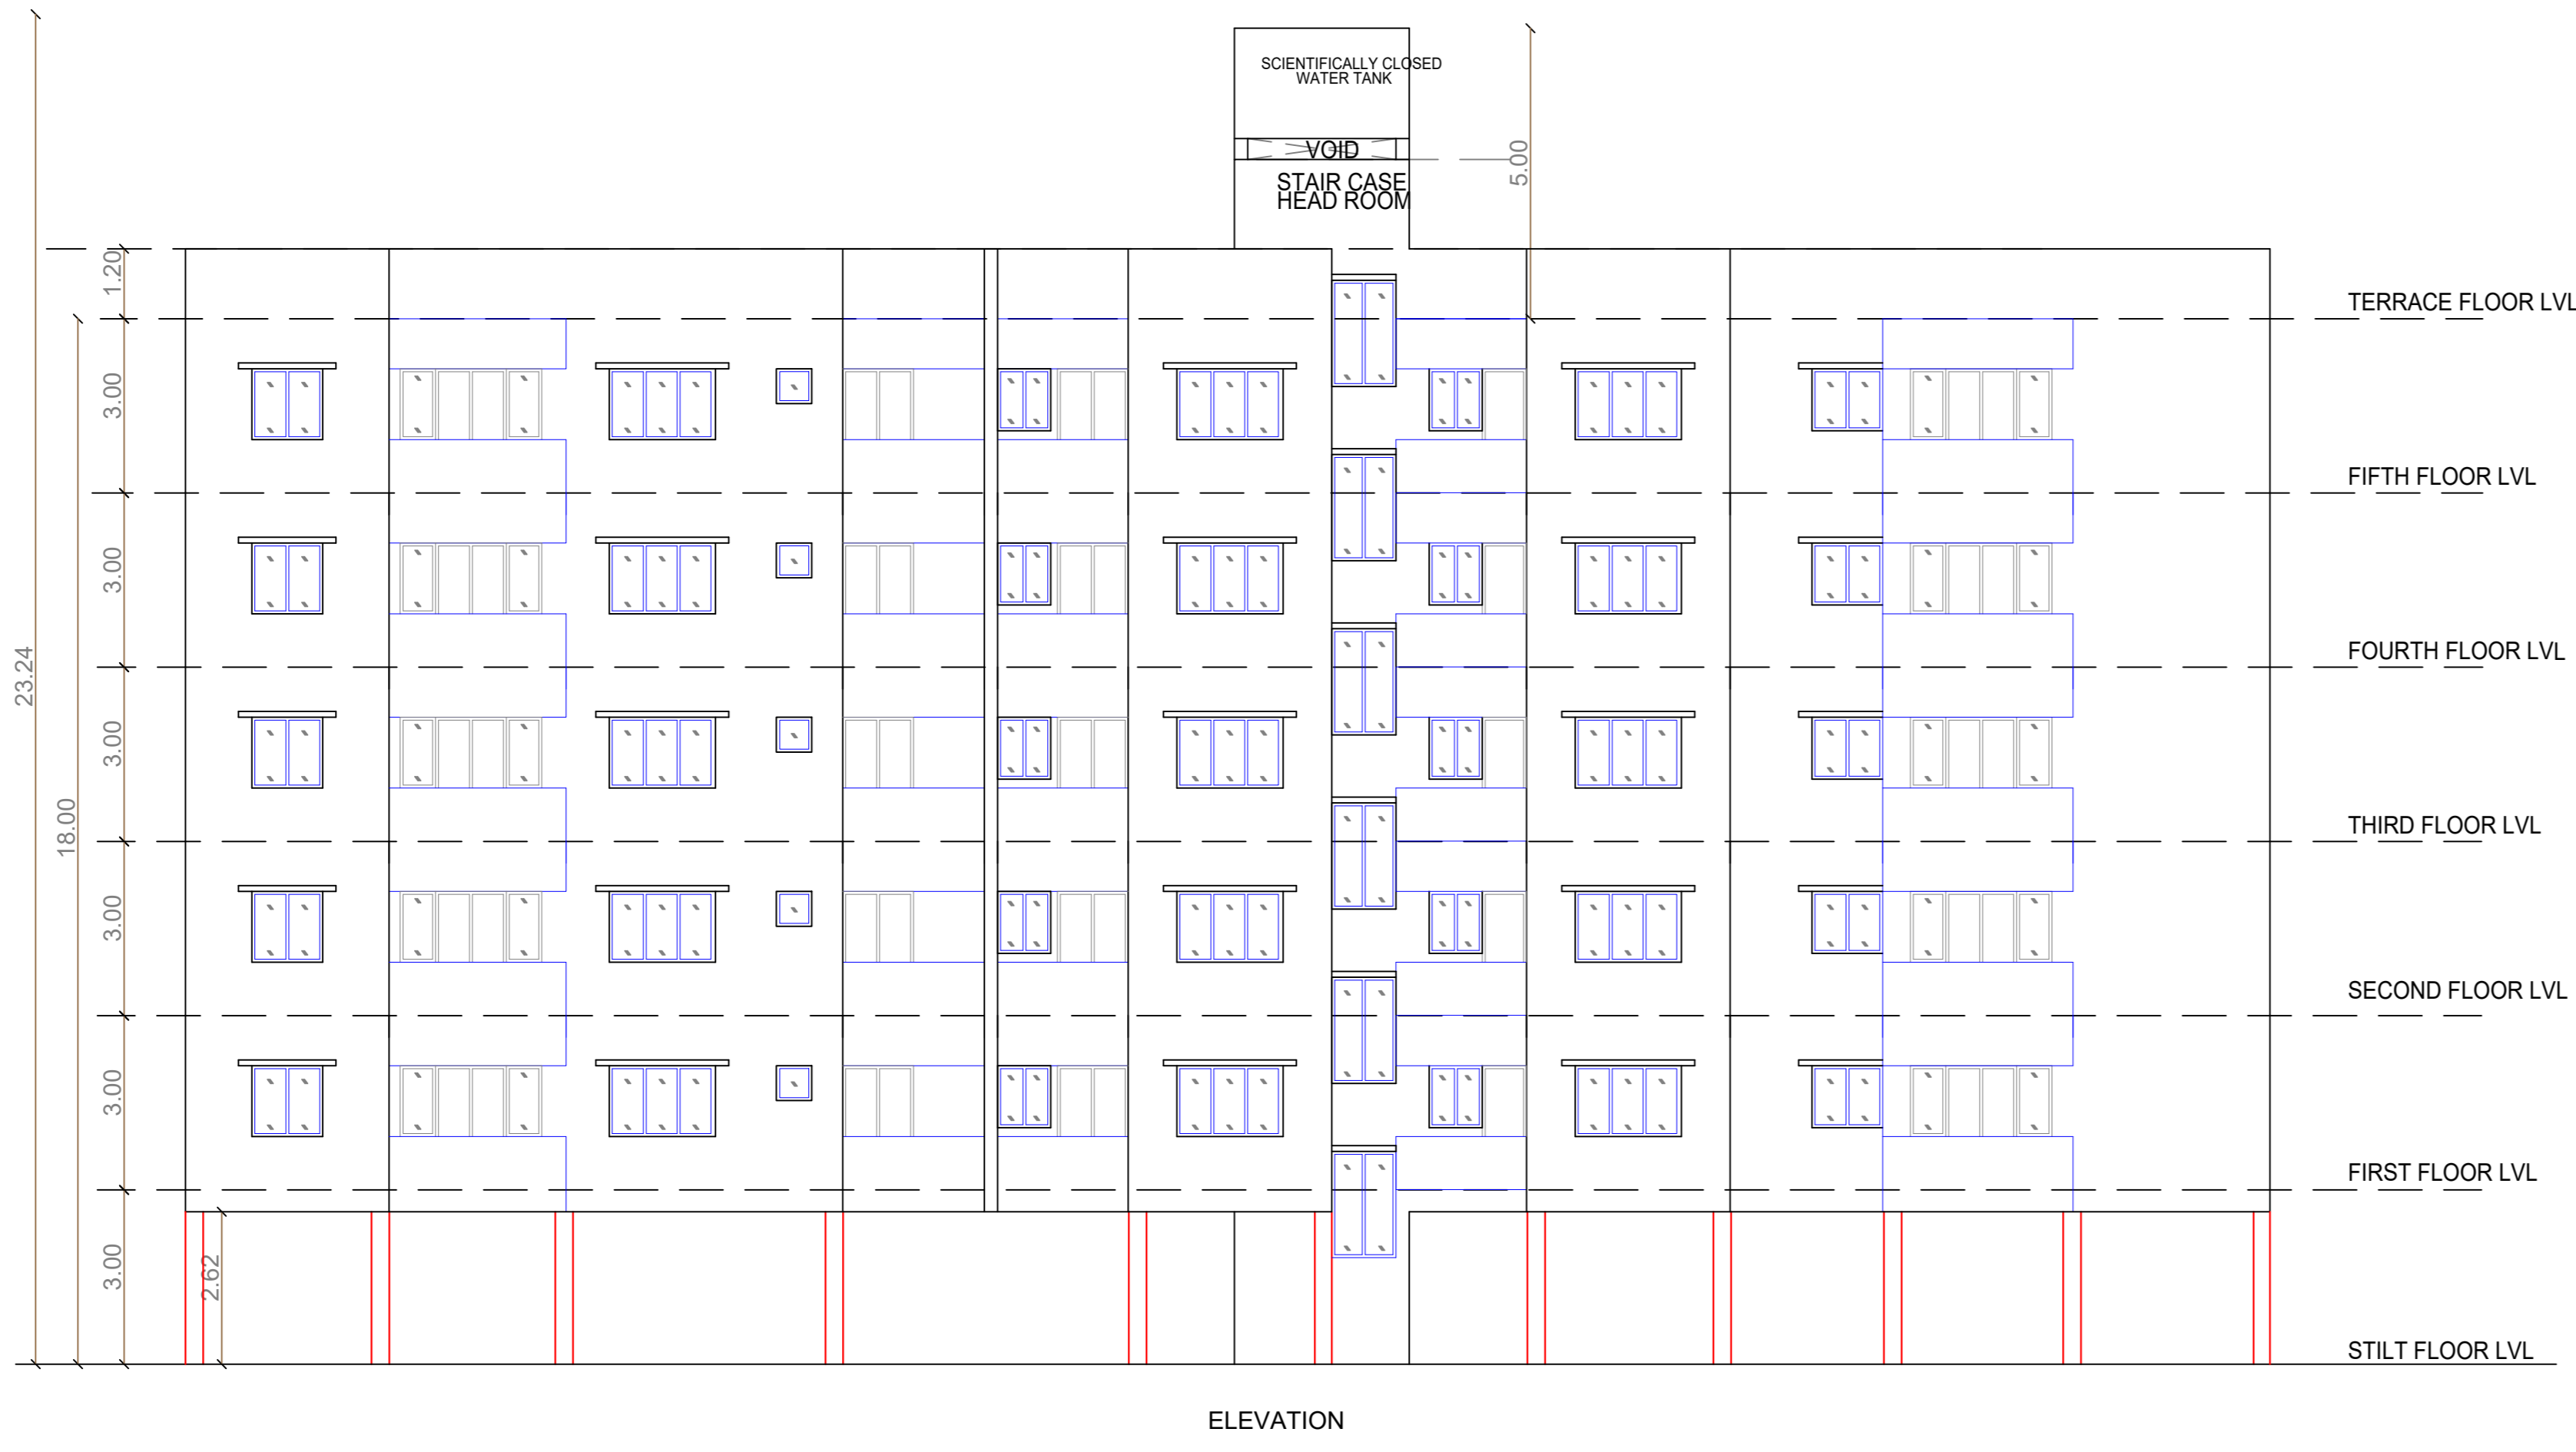 SCIENTIFICALLY CLOSED
WATER TANK
VOID
5.00
STAIR CASE
HEAD ROOM
1.20
TERRACE FLOOR LVL
3.00
FIFTH FLOOR LVL
3.00
FOURTH FLOOR LVL
23.24
3.00
18.00
THIRD FLOOR LVL
3.00
SECOND FLOOR LVL
3.00
FIRST FLOOR LVL
3.00
2.62
STILT FLOOR LVL
ELEVATION